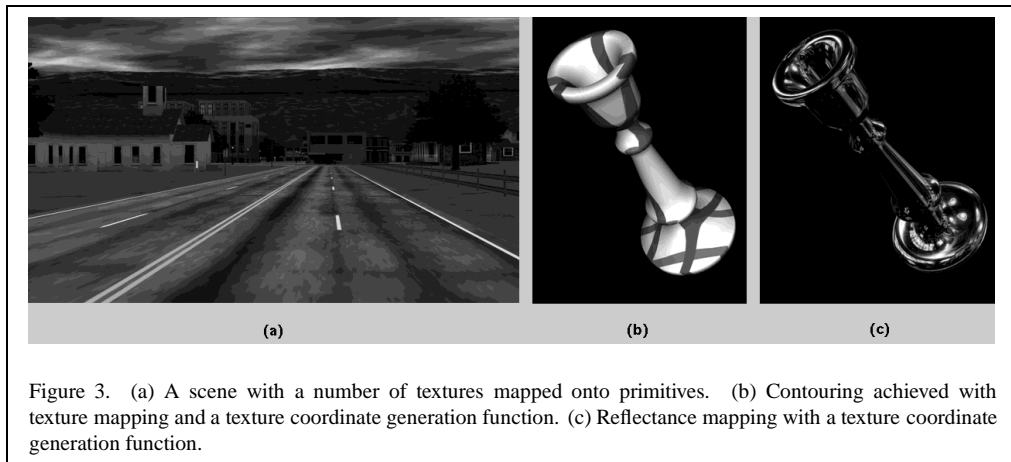 (a)
(b)
(c)
Figure 3. (a) A scene with a number of textures mapped onto primitives. (b) Contouring achieved with
texture mapping and a texture coordinate generation function. (c) Reflectance mapping with a texture coordinate
generation function.